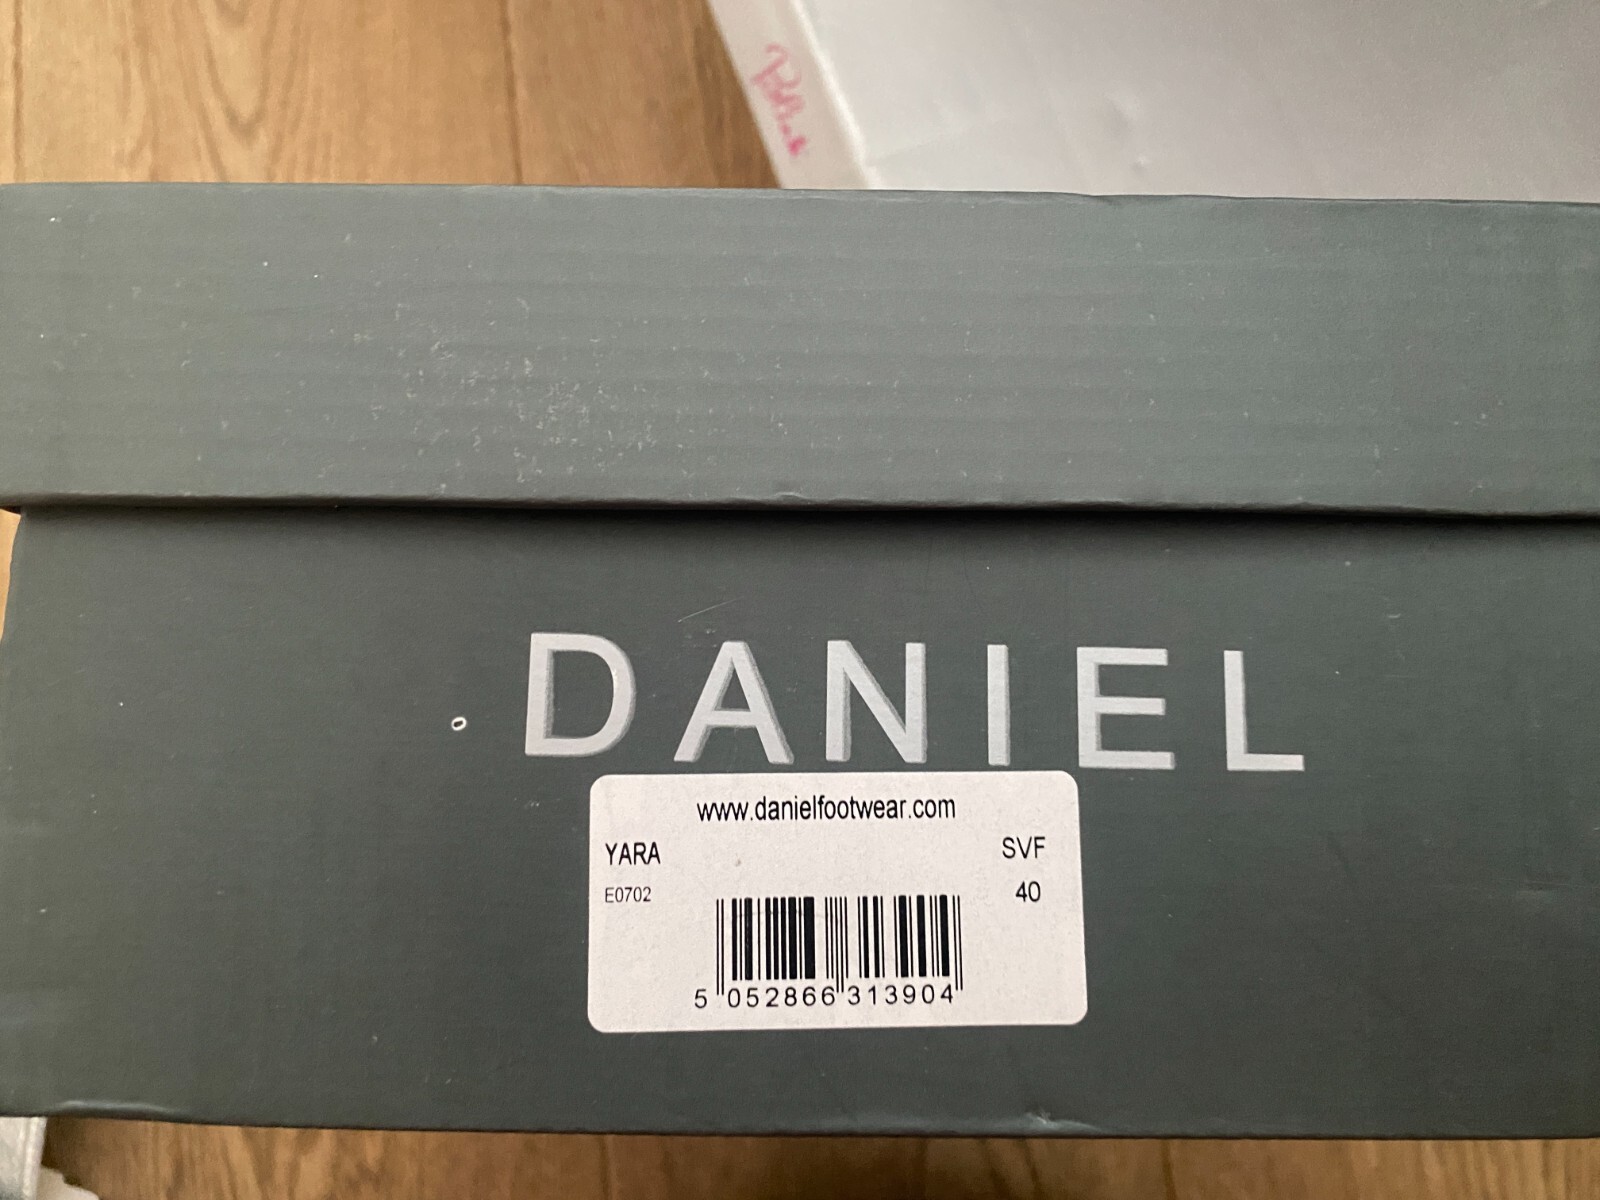 DANIEL
www.danielfootwear.com
YARA
SVF
E0702
40
5 052866 313904